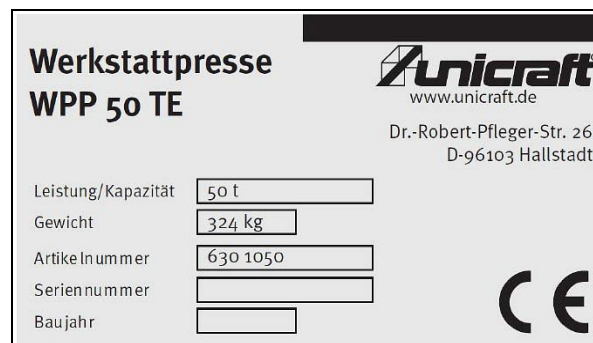 Werkstattpresse
WPP 50 TE
unicraft
www.unicraft.de
Dr.-Robert-Pfleger-Str. 26
D-96103 Hallstadt
Leistung/Kapazität 50 t
Gewicht 324 kg
Artikelnummer 630 1050
Seriennummer
Baujahr
CE